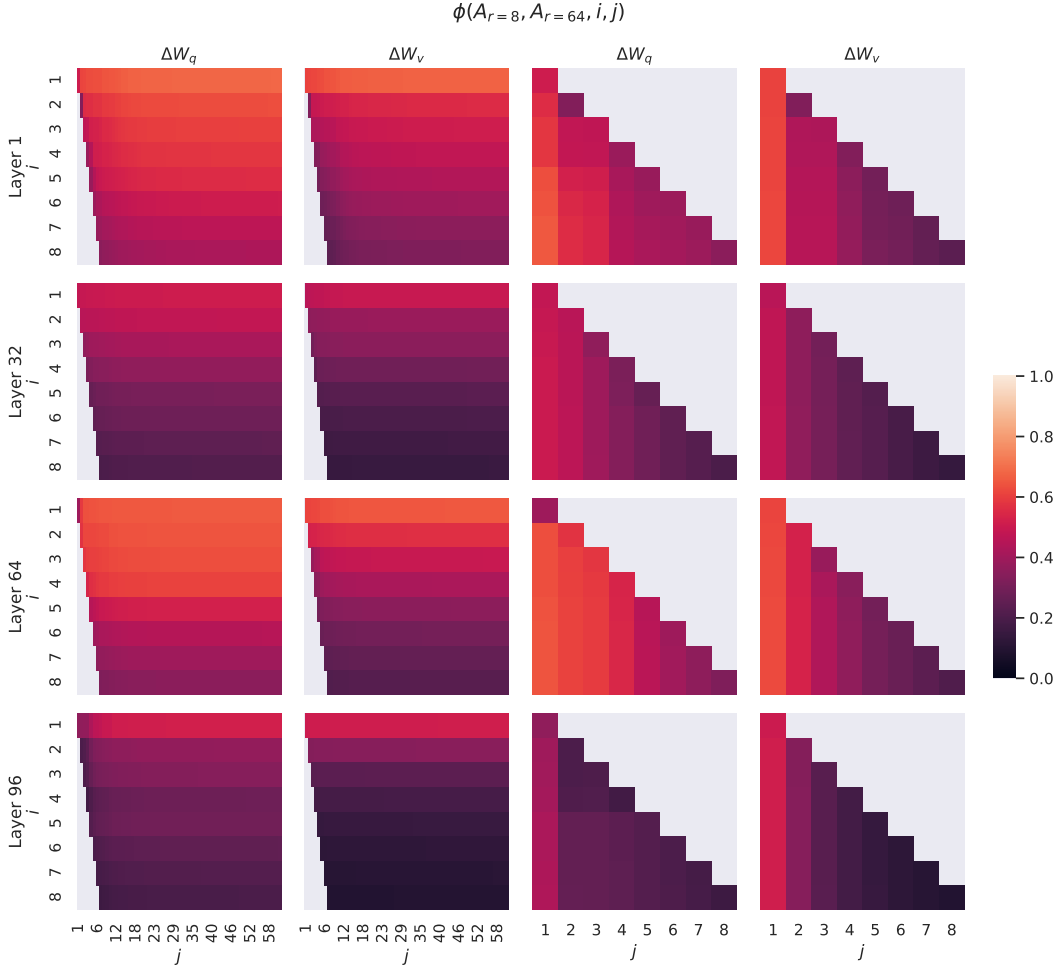 ϕ(A_{r=8}, A_{r=64}, i, j)
ΔW_q ΔW_v ΔW_q ΔW_v
Layer 1
i
1
2
3
4
5
6
7
8
Layer 32
i
1
2
3
4
5
6
7
8
Layer 64
i
1
2
3
4
5
6
7
8
Layer 96
i
1
2
3
4
5
6
7
8
1 6 12 18 23 29 35 40 46 52 58
j
1 6 12 18 23 29 35 40 46 52 58
j
1 2 3 4 5 6 7 8
j
1 2 3 4 5 6 7 8
j
1.0
0.8
0.6
0.4
0.2
0.0